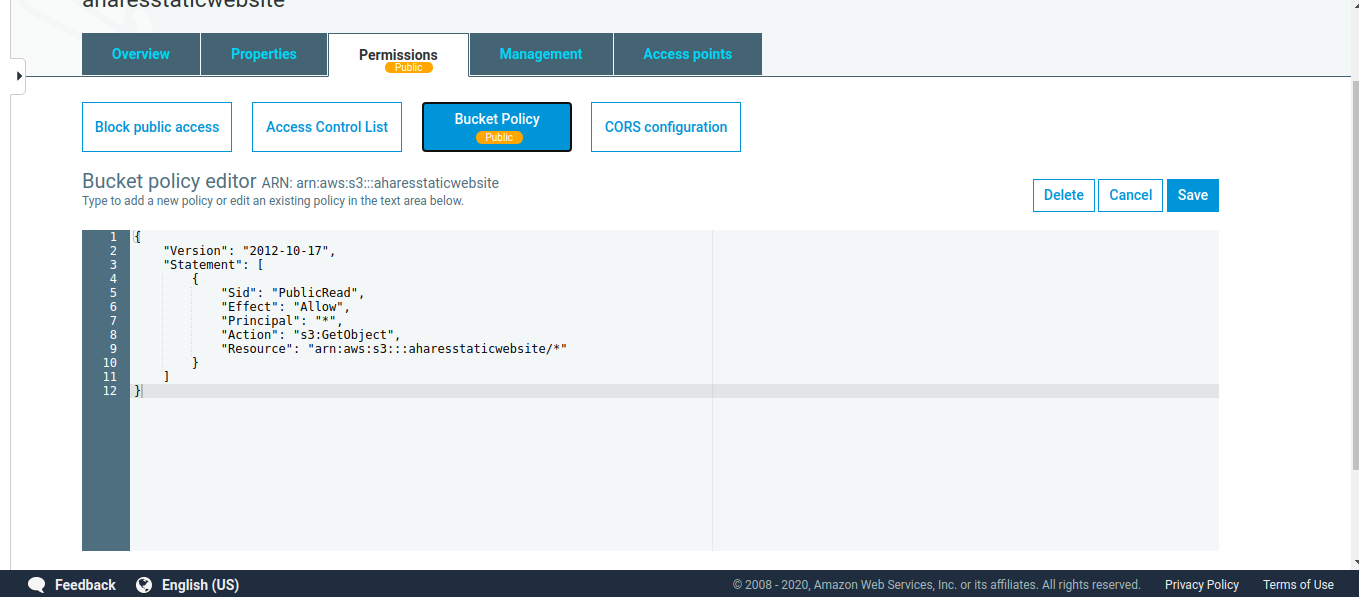 aharesstaticwebsite
Overview Properties Permissions Management Access points
Public
Block public access Access Control List Bucket Policy CORS configuration
Public
Bucket policy editor ARN: arn:aws:s3:::aharesstaticwebsite
Type to add a new policy or edit an existing policy in the text area below.
Delete Cancel Save
1 {
2 "Version": "2012-10-17",
3 "Statement": [
4 {
5 "Sid": "PublicRead",
6 "Effect": "Allow",
7 "Principal": "*",
8 "Action": "s3:GetObject",
9 "Resource": "arn:aws:s3:::aharesstaticwebsite/*"
10 }
11 ]
12 }
Feedback English (US) © 2008 - 2020, Amazon Web Services, Inc. or its affiliates. All rights reserved. Privacy Policy Terms of Use